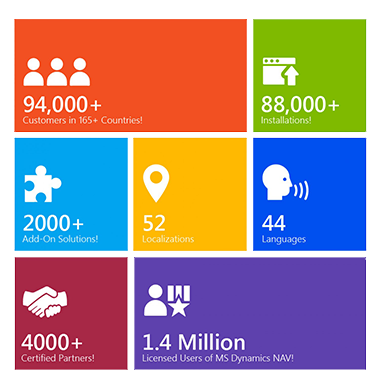 94,000+
Customers in 165+ Countries!
88,000+
Installations!
2000+
Add-On Solutions!
52
Localizations
44
Languages
4000+
Certified Partners!
1.4 Million
Licensed Users of MS Dynamics NAV!